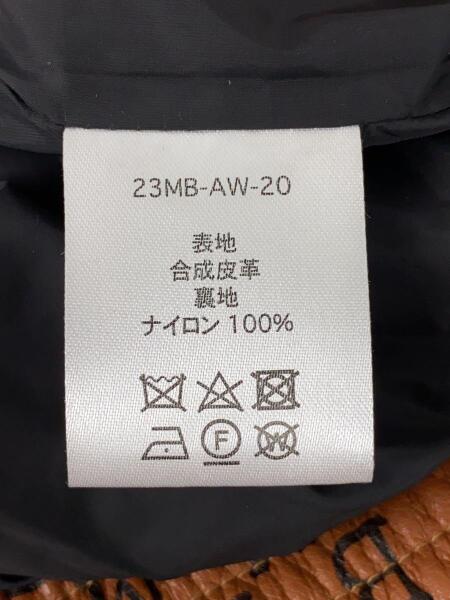 23MB-AW-20
表地
合成皮革
裏地
ナイロン 100%
F
W